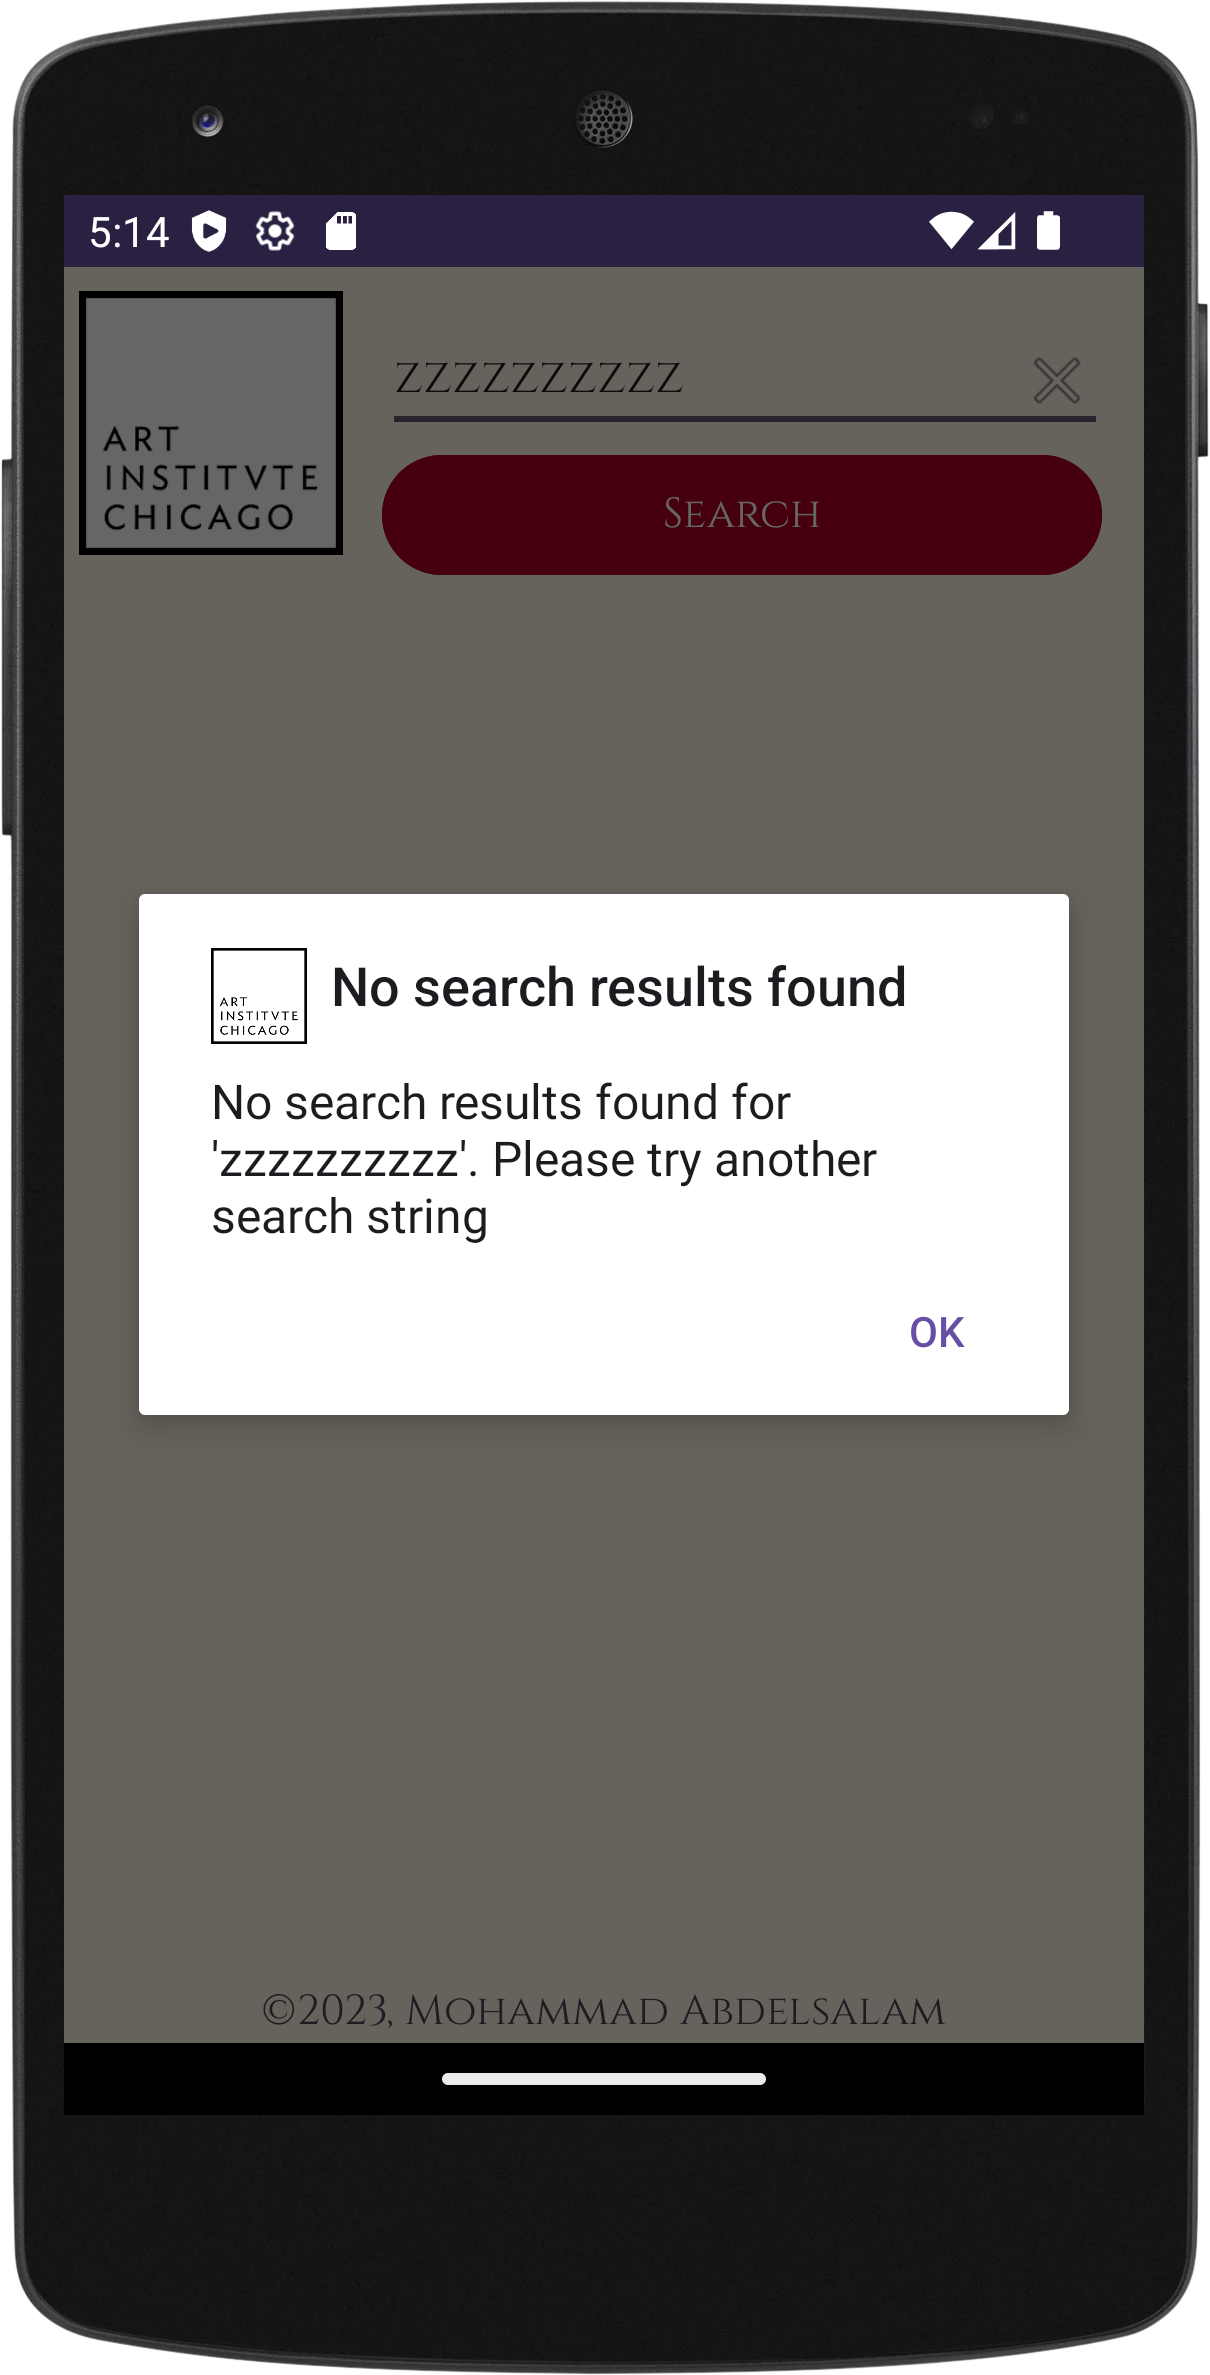 5:14
ART
INSTITVTE
CHICAGO
zzzzzzzzzz
Search
ART
INSTITVTE
CHICAGO
No search results found
No search results found for
'zzzzzzzzzz'. Please try another
search string
OK
©2023, Mohammad Abdelsalam